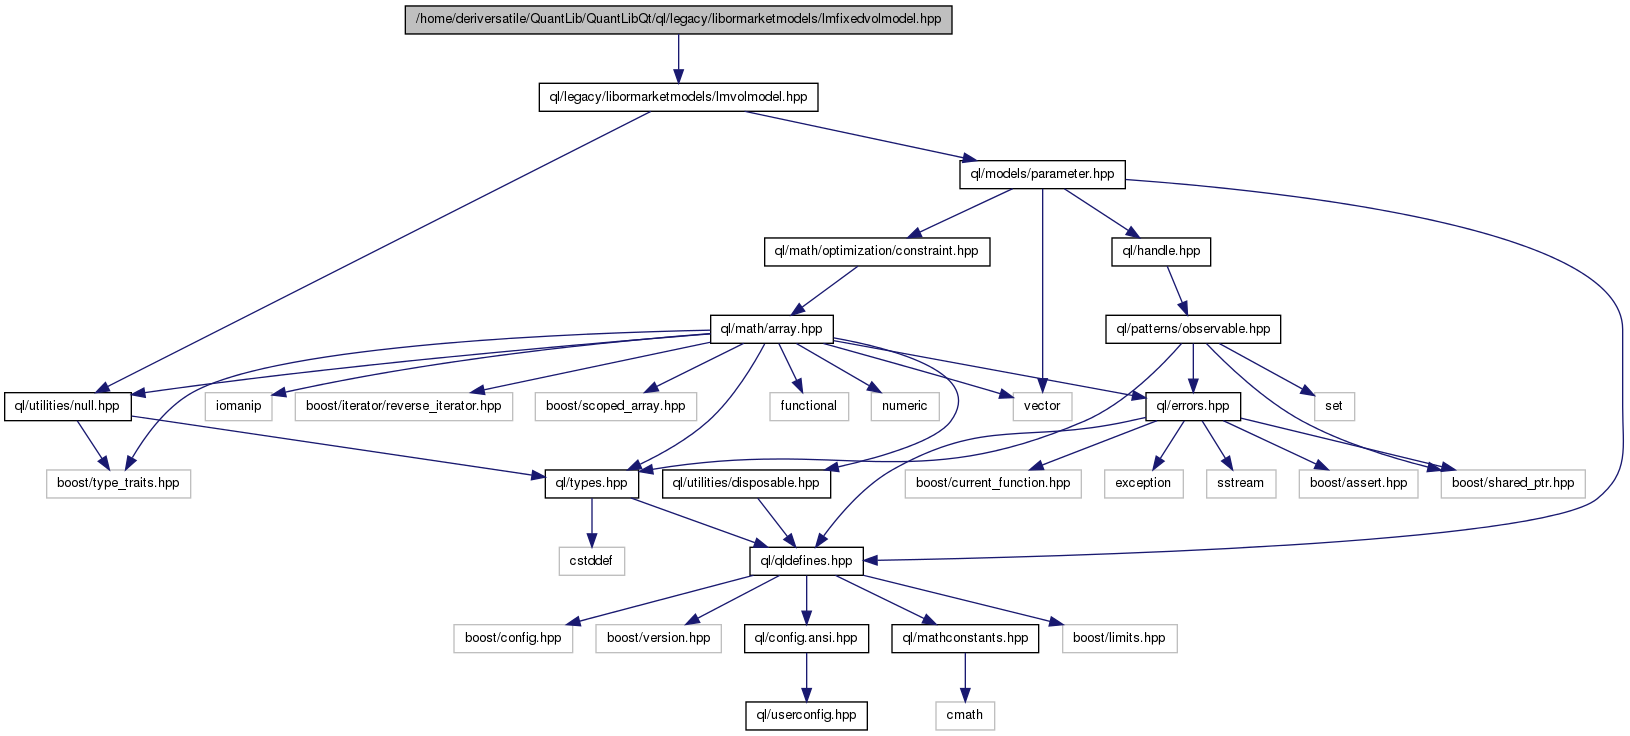 /home/deriversatile/QuantLib/QuantLibQt/ql/legacy/libormarketmodels/lmfixedvolmodel.hpp
ql/legacy/libormarketmodels/lmvolmodel.hpp
ql/models/parameter.hpp
ql/math/optimization/constraint.hpp
ql/handle.hpp
ql/math/array.hpp
ql/patterns/observable.hpp
ql/utilities/null.hpp
iomanip
boost/iterator/reverse_iterator.hpp
boost/scoped_array.hpp
functional
numeric
vector
ql/errors.hpp
set
boost/type_traits.hpp
ql/types.hpp
ql/utilities/disposable.hpp
boost/current_function.hpp
exception
sstream
boost/assert.hpp
boost/shared_ptr.hpp
cstddef
ql/qldefines.hpp
boost/config.hpp
boost/version.hpp
ql/config.ansi.hpp
ql/mathconstants.hpp
boost/limits.hpp
ql/userconfig.hpp
cmath